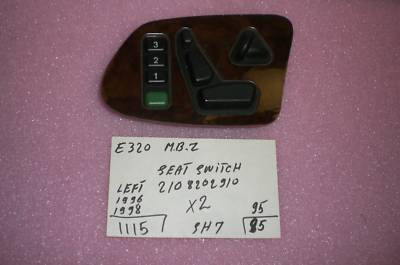 3
2
1
E320 M.B.Z
SEAT SWITCH
LEFT 2108202910
1996
1998 X2 95
1115 SH7 85